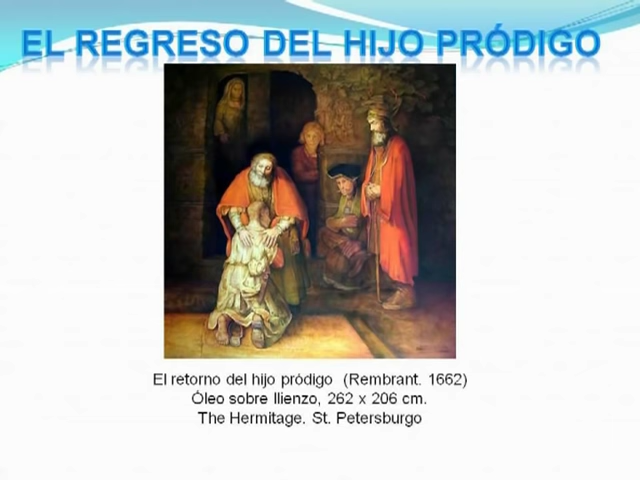 EL REGRESO DEL HIJO PRÓDIGO
El retorno del hijo pródigo (Rembrant. 1662)
Óleo sobre llienzo, 262 x 206 cm.
The Hermitage. St. Petersburgo